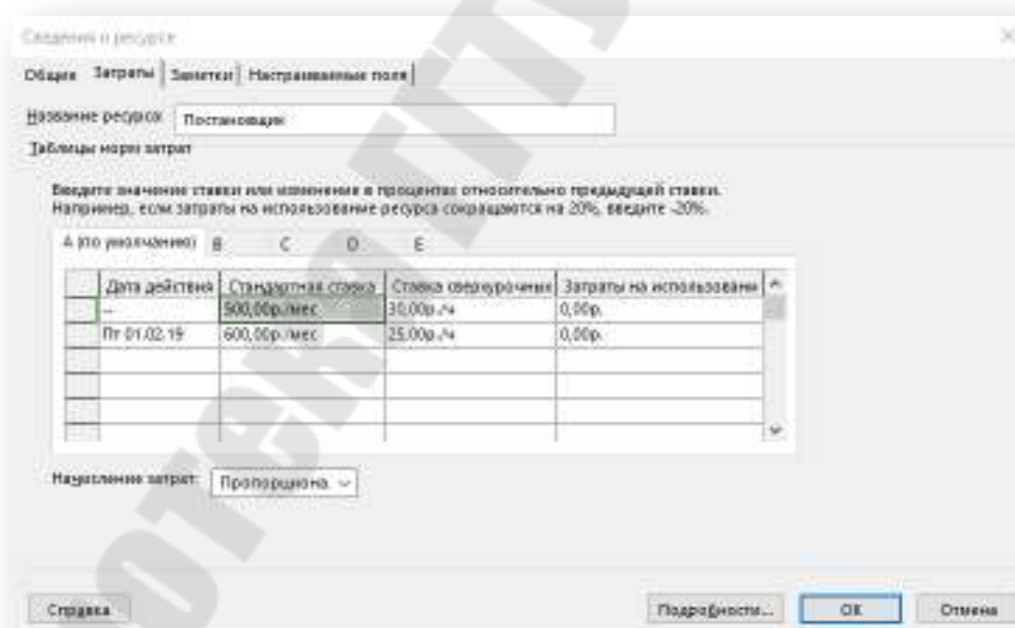 Сведения о ресурсе
Общие Затраты Заметки Настраиваемые поля
Название ресурса: Постановщик
Таблицы норм затрат
Введите значение ставки или изменение в процентах относительно предыдущей ставки.
Например, если затраты на использование ресурса сокращаются на 20%, введите -20%.
A (по умолчанию) B C D E
Дата действия Стандартная ставка Ставка сверхурочных Затраты на использовани
-- 500,00р./мес 30,00р./ч 0,00р.
Пт 01.02.19 600,00р./мес 25,00р./ч 0,00р.
Начисление затрат: Пропорциона
Справка Подробности... ОК Отмена